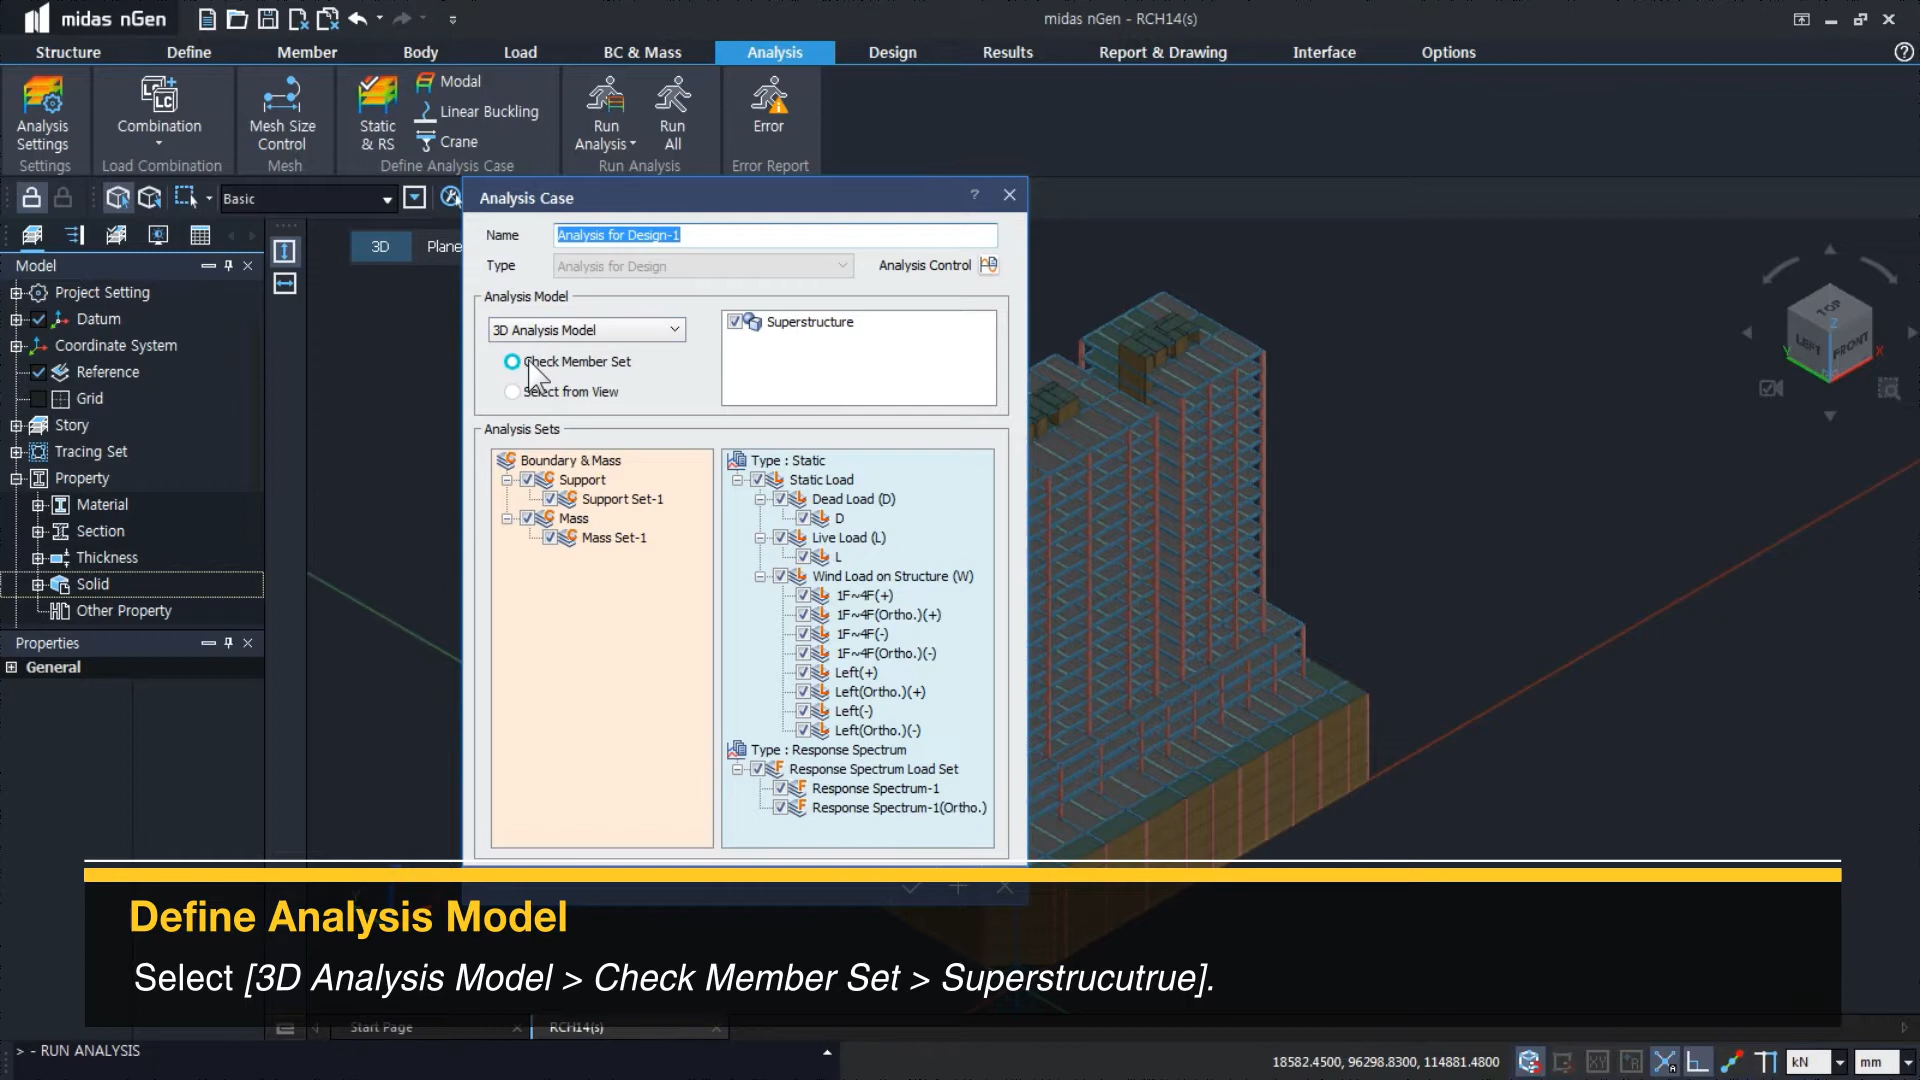 midas nGen
midas nGen - RCH14(s)
Structure Define Member Body Load BC & Mass Analysis Design Results Report & Drawing Interface Options
Analysis Settings
Settings
LC
LC
Combination
Load Combination
Mesh Size Control
Mesh
Static & RS
Modal
Linear Buckling
Crane
Define Analysis Case
Run Analysis
Run All
Run Analysis
Error
Error Report
Basic
Model
Project Setting
Datum
Coordinate System
Reference
Grid
Story
Tracing Set
Property
Material
Section
Thickness
Solid
Other Property
Properties
General
3D Plane
Analysis Case
Name Analysis for Design-1
Type Analysis for Design Analysis Control
Analysis Model
3D Analysis Model
Check Member Set
Select from View
Superstructure
Analysis Sets
Boundary & Mass
Support
Support Set-1
Mass
Mass Set-1
Type : Static
Static Load
Dead Load (D)
D
Live Load (L)
L
Wind Load on Structure (W)
1F~4F(+)
1F~4F(Ortho.)(+)
1F~4F(-)
1F~4F(Ortho.)(-)
Left(+)
Left(Ortho.)(+)
Left(-)
Left(Ortho.)(-)
Type : Response Spectrum
Response Spectrum Load Set
Response Spectrum-1
Response Spectrum-1(Ortho.)
TOP
LEFT
FRONT
Z
Y
X
Define Analysis Model
Select [3D Analysis Model > Check Member Set > Superstrucutrue].
Start Page RCH14(s)
> - RUN ANALYSIS
18582.4500, 96298.8300, 114881.4800
kN
mm